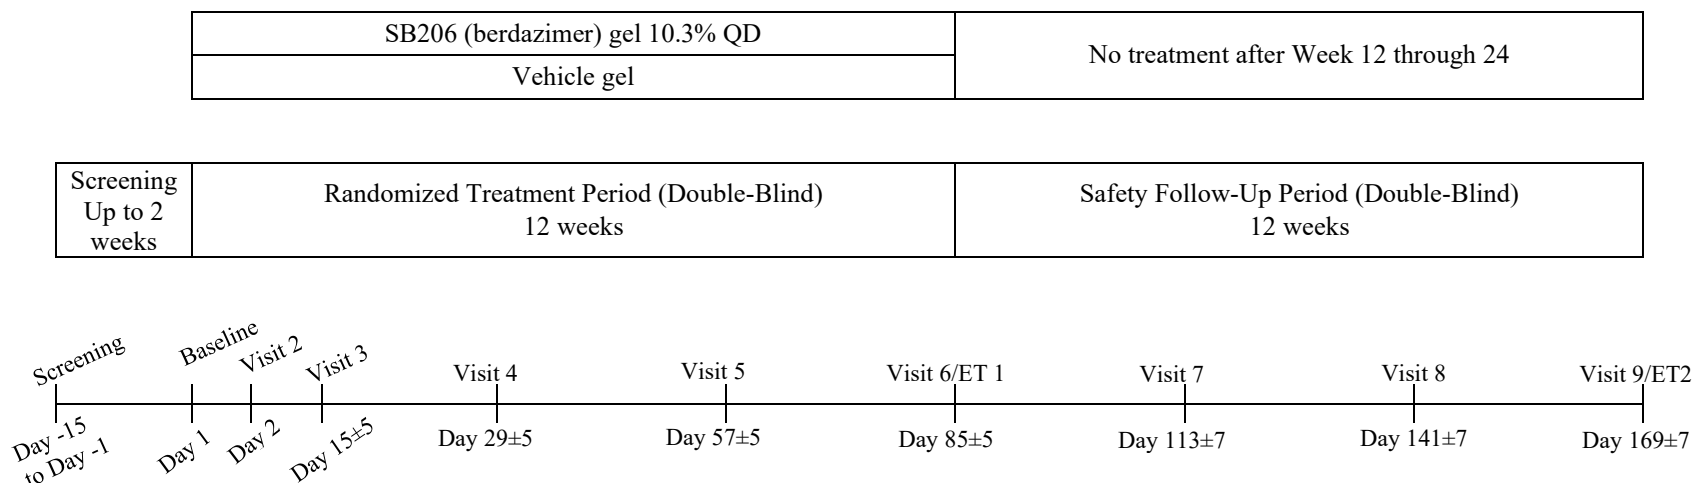 SB206 (berdazimer) gel 10.3% QD
Vehicle gel
No treatment after Week 12 through 24
Screening
Up to 2
weeks
Randomized Treatment Period (Double-Blind)
12 weeks
Safety Follow-Up Period (Double-Blind)
12 weeks
Screening
Baseline
Visit 2
Visit 3
Visit 4
Visit 5
Visit 6/ET 1
Visit 7
Visit 8
Visit 9/ET2
Day -15
to Day -1
Day 1
Day 2
Day 15±5
Day 29±5
Day 57±5
Day 85±5
Day 113±7
Day 141±7
Day 169±7